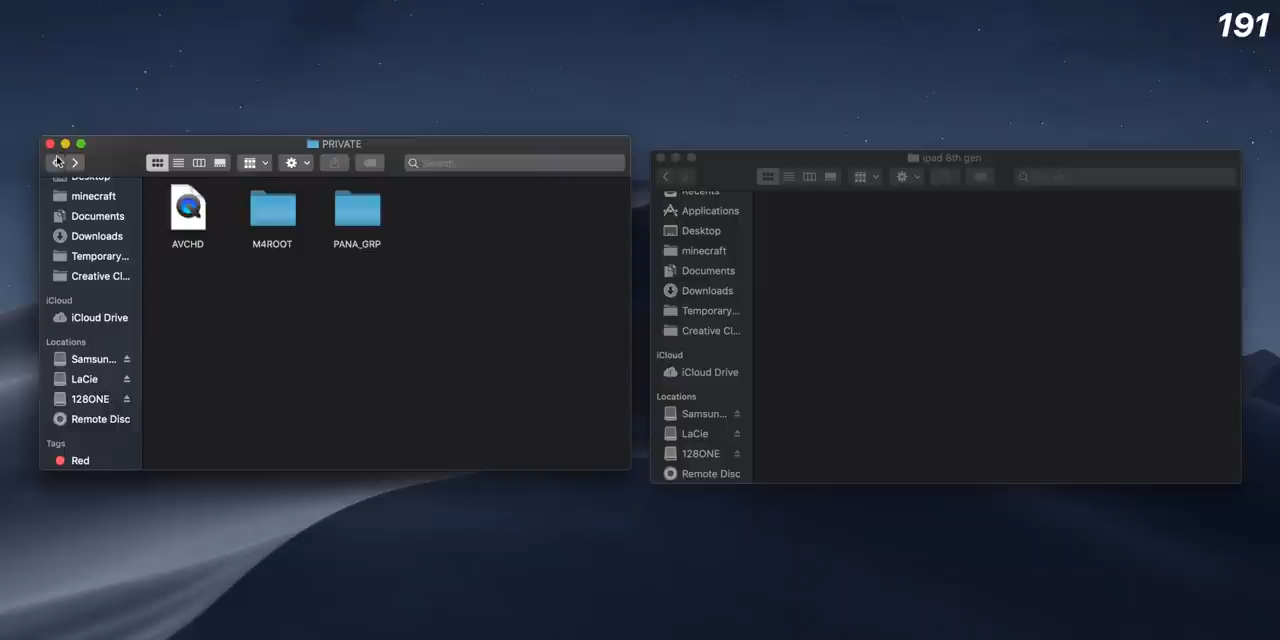 191
PRIVATE
Search
Desktop
minecraft
Documents
Downloads
Temporary...
Creative Cl...
iCloud
iCloud Drive
Locations
Samsun...
LaCie
128ONE
Remote Disc
Tags
Red
AVCHD
M4ROOT
PANA_GRP
ipad 8th gen
Recents
Applications
Desktop
minecraft
Documents
Downloads
Temporary...
Creative Cl...
iCloud
iCloud Drive
Locations
Samsun...
LaCie
128ONE
Remote Disc